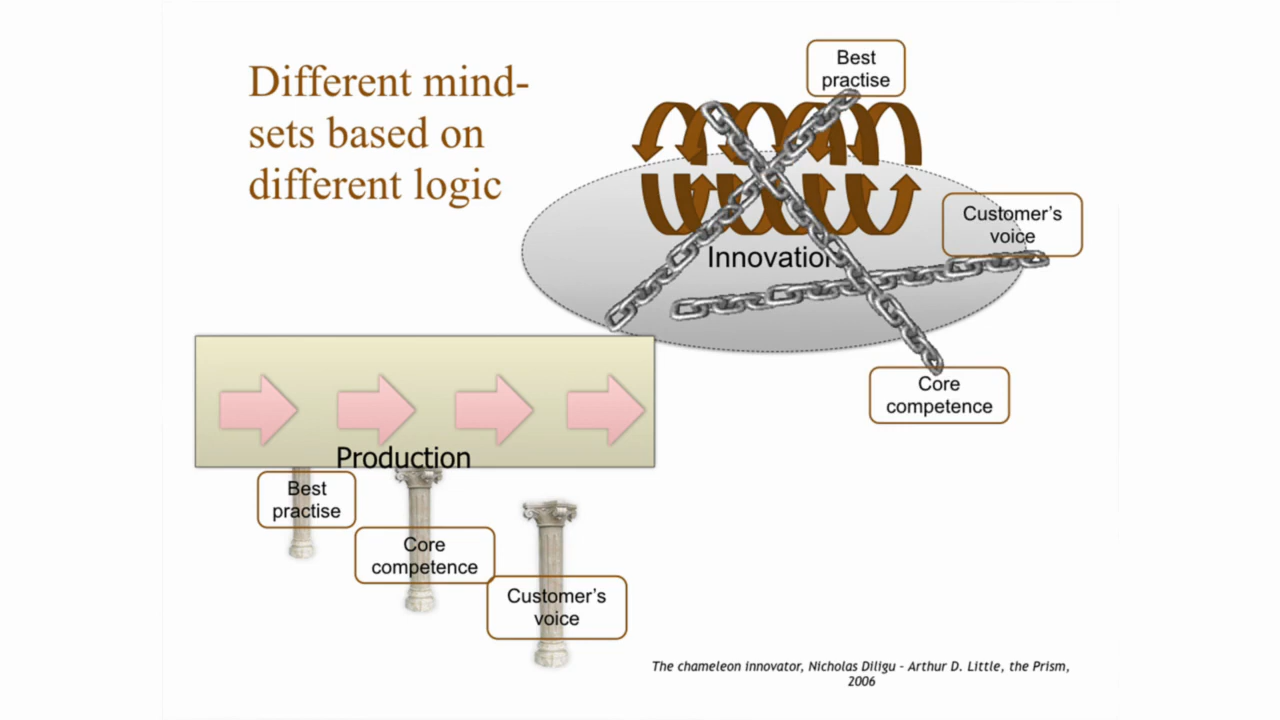 Different mind-
sets based on
different logic
Best
practise
Customer's
voice
Innovation
Core
competence
Production
Best
practise
Core
competence
Customer's
voice
The chameleon innovator, Nicholas Diligu - Arthur D. Little, the Prism,
2006